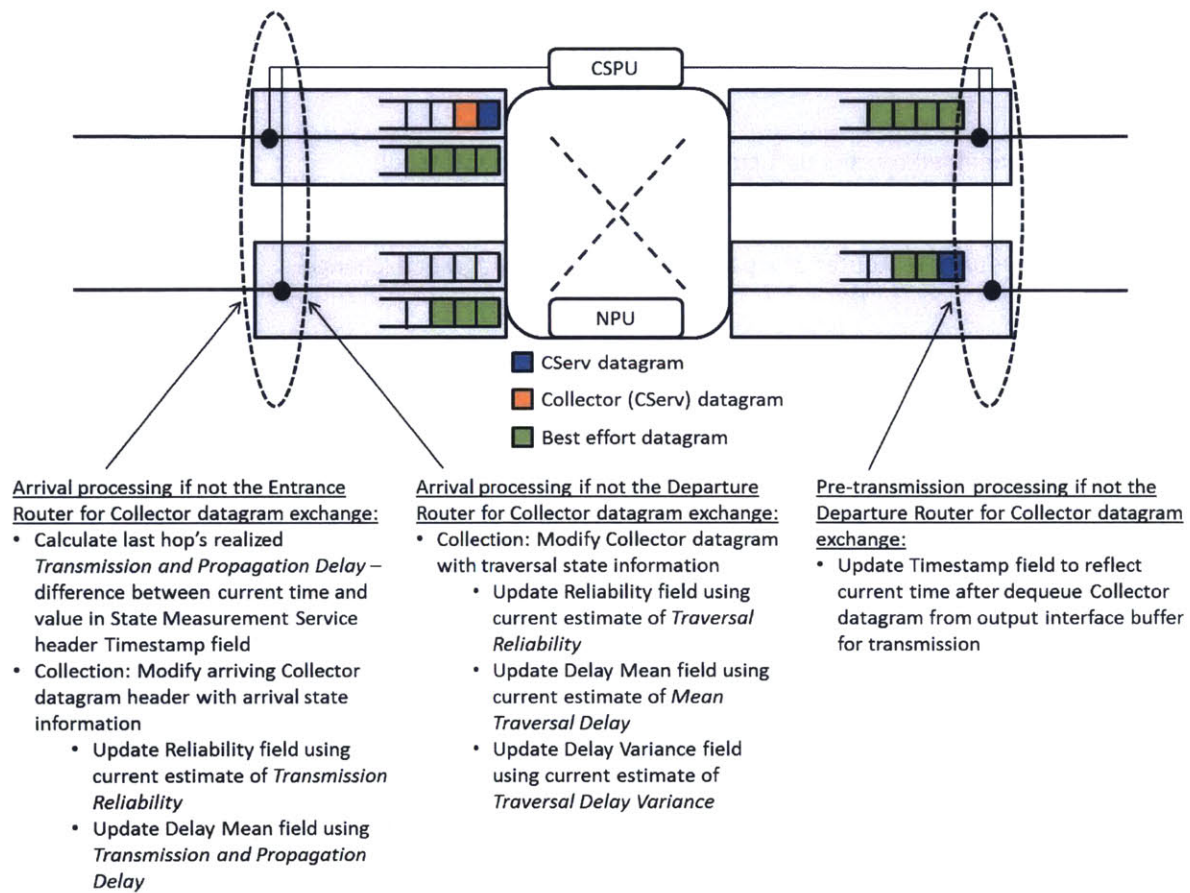 CSPU
NPU
CServ datagram
Collector (CServ) datagram
Best effort datagram
Arrival processing if not the Entrance
Router for Collector datagram exchange:
• Calculate last hop's realized
Transmission and Propagation Delay –
difference between current time and
value in State Measurement Service
header Timestamp field
• Collection: Modify arriving Collector
datagram header with arrival state
information
• Update Reliability field using
current estimate of Transmission
Reliability
• Update Delay Mean field using
Transmission and Propagation
Delay
Arrival processing if not the Departure
Router for Collector datagram exchange:
• Collection: Modify Collector datagram
with traversal state information
• Update Reliability field using
current estimate of Traversal
Reliability
• Update Delay Mean field using
current estimate of Mean
Traversal Delay
• Update Delay Variance field
using current estimate of
Traversal Delay Variance
Pre-transmission processing if not the
Departure Router for Collector datagram
exchange:
• Update Timestamp field to reflect
current time after dequeue Collector
datagram from output interface buffer
for transmission